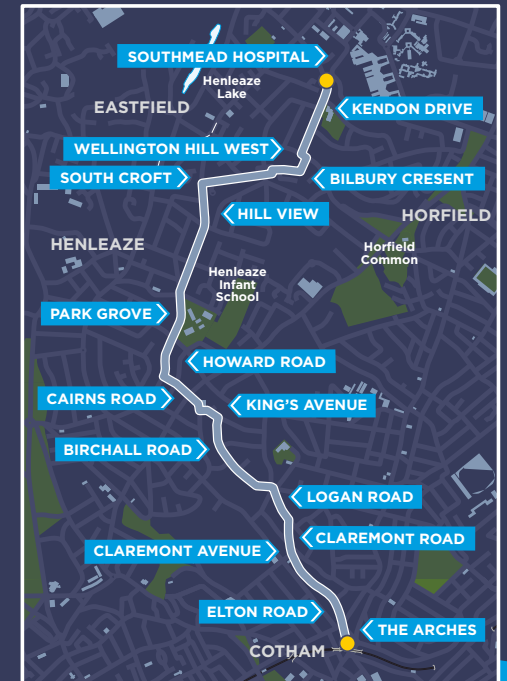 SOUTHMEAD HOSPITAL
Henleaze
Lake
EASTFIELD
KENDON DRIVE
WELLINGTON HILL WEST
SOUTH CROFT
BILBURY CRESENT
HILL VIEW
HORFIELD
HENLEAZE
Horfield
Common
Henleaze
Infant
School
PARK GROVE
HOWARD ROAD
CAIRNS ROAD
KING'S AVENUE
BIRCHALL ROAD
LOGAN ROAD
CLAREMONT ROAD
CLAREMONT AVENUE
ELTON ROAD
THE ARCHES
COTHAM